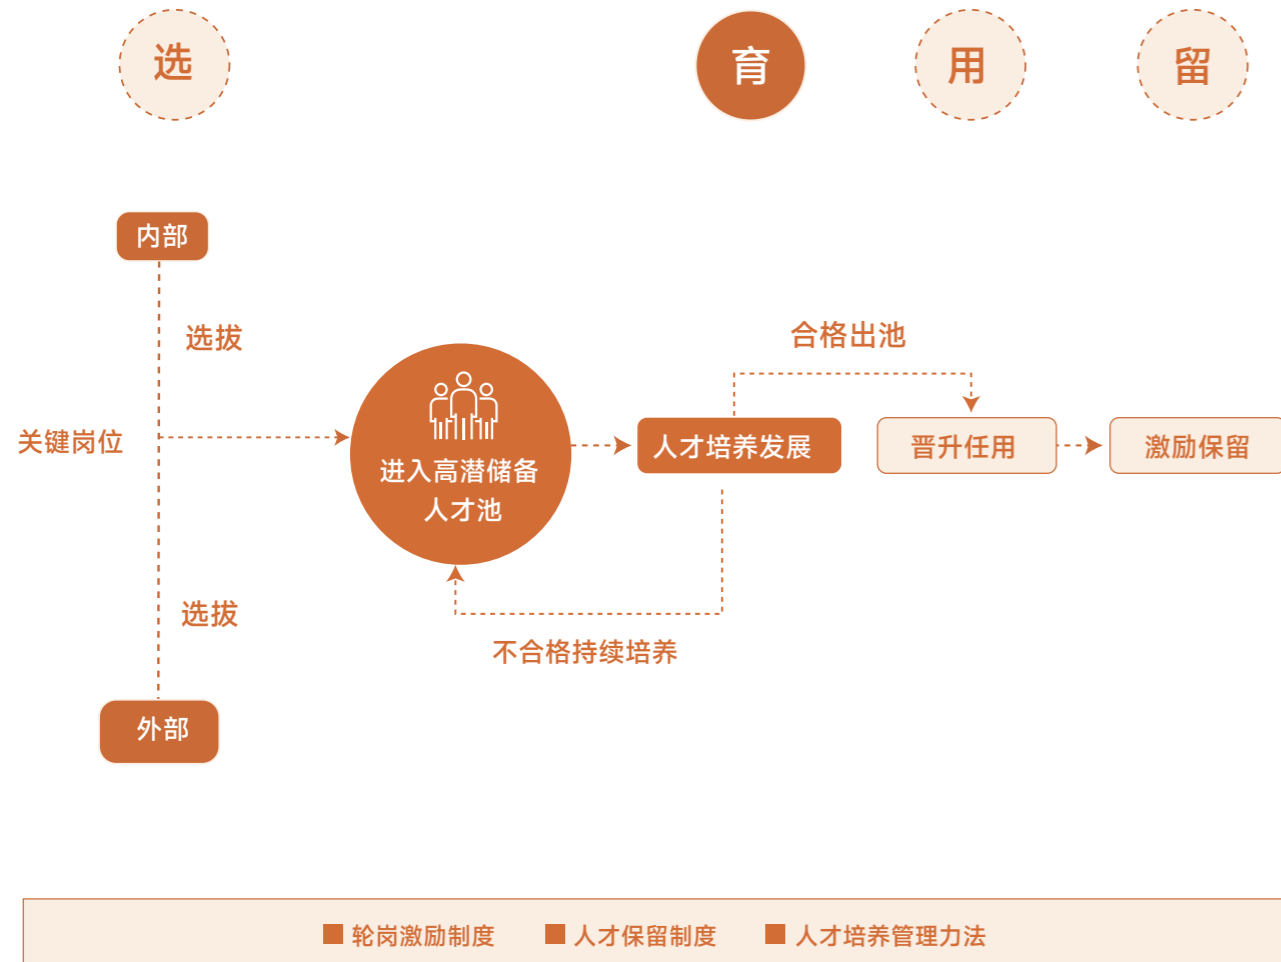 选
育
用
留
内部
选拔
关键岗位
选拔
外部
进入高潜储备
人才池
人才培养发展
合格出池
晋升任用
激励保留
不合格持续培养
轮岗激励制度
人才保留制度
人才培养管理力法